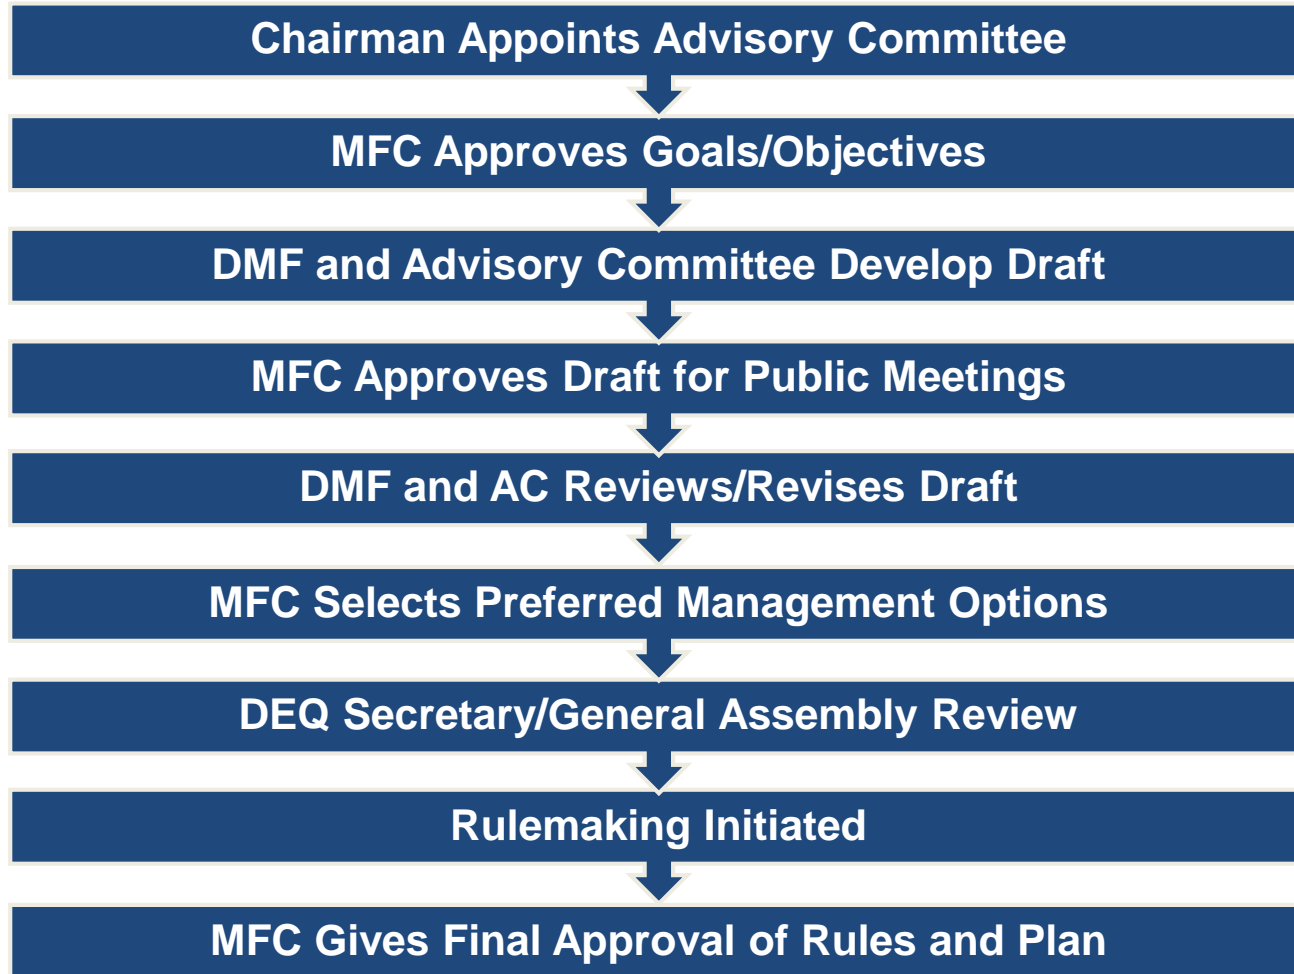 Chairman Appoints Advisory Committee
MFC Approves Goals/Objectives
DMF and Advisory Committee Develop Draft
MFC Approves Draft for Public Meetings
DMF and AC Reviews/Revises Draft
MFC Selects Preferred Management Options
DEQ Secretary/General Assembly Review
Rulemaking Initiated
MFC Gives Final Approval of Rules and Plan